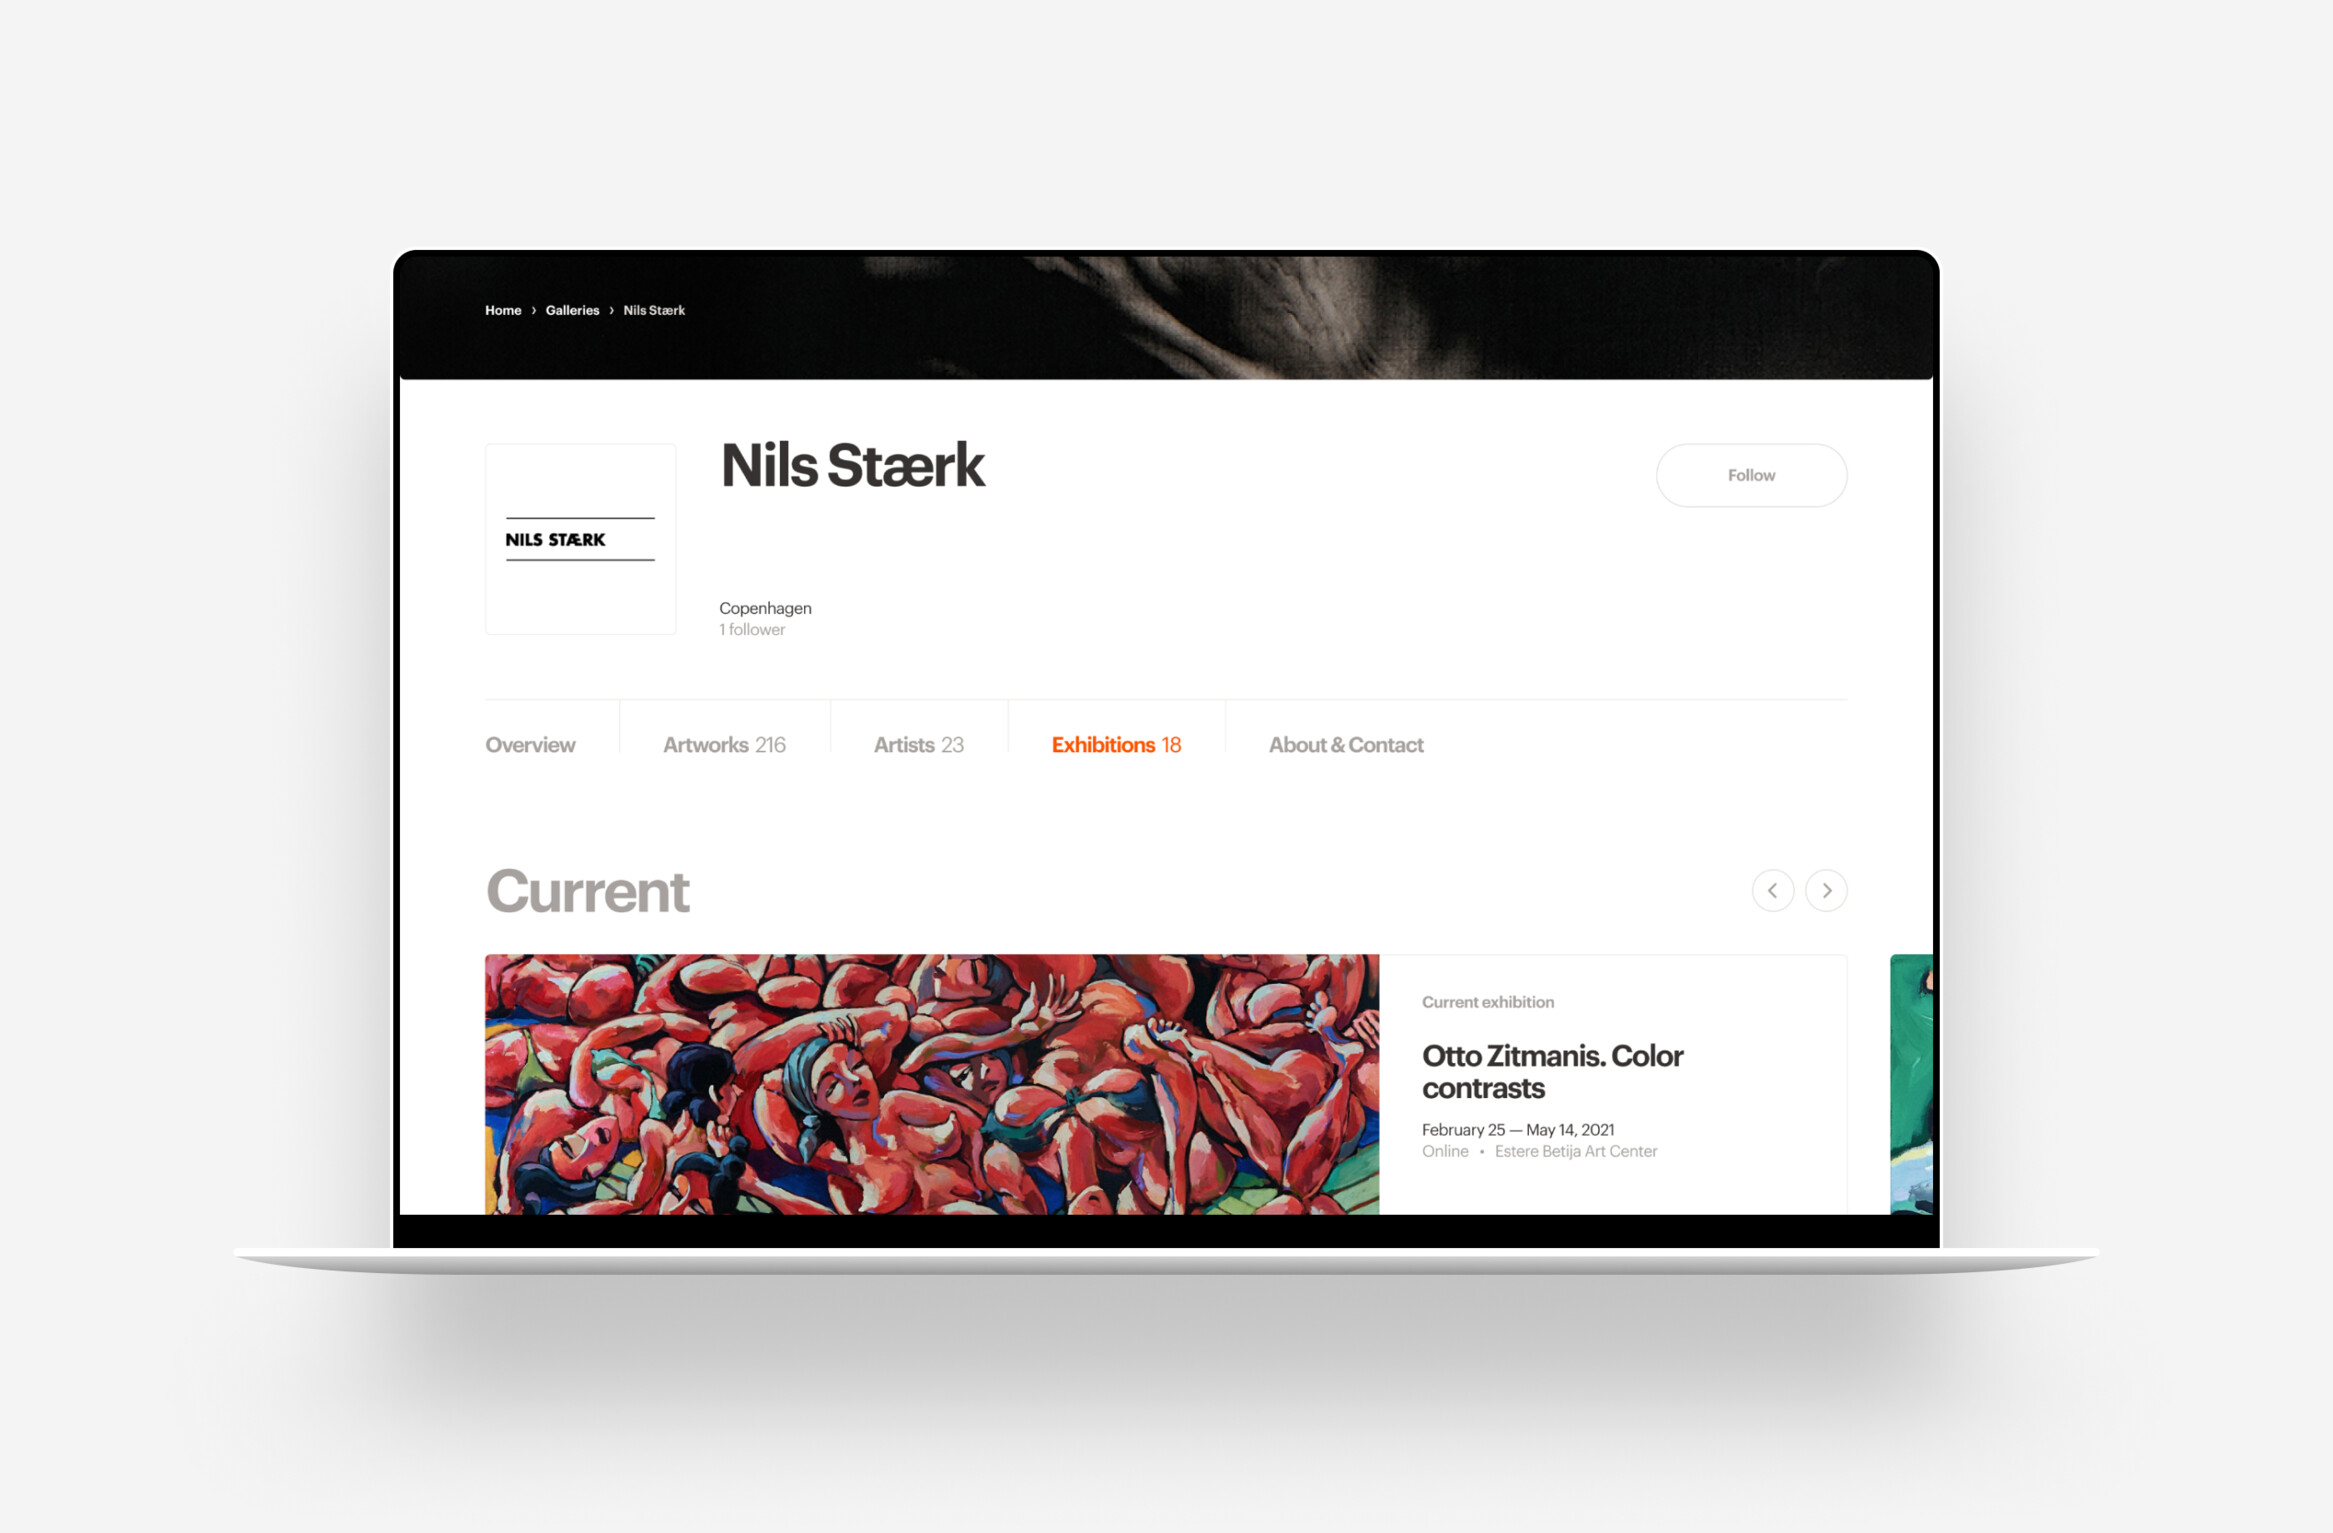 Home › Galleries › Nils Stærk
Nils Stærk
Follow
NILS STÆRK
Copenhagen
1 follower
Overview
Artworks 216
Artists 23
Exhibitions 18
About & Contact
Current
Current exhibition
Otto Zitmanis. Color
contrasts
February 25 — May 14, 2021
Online • Estere Betija Art Center